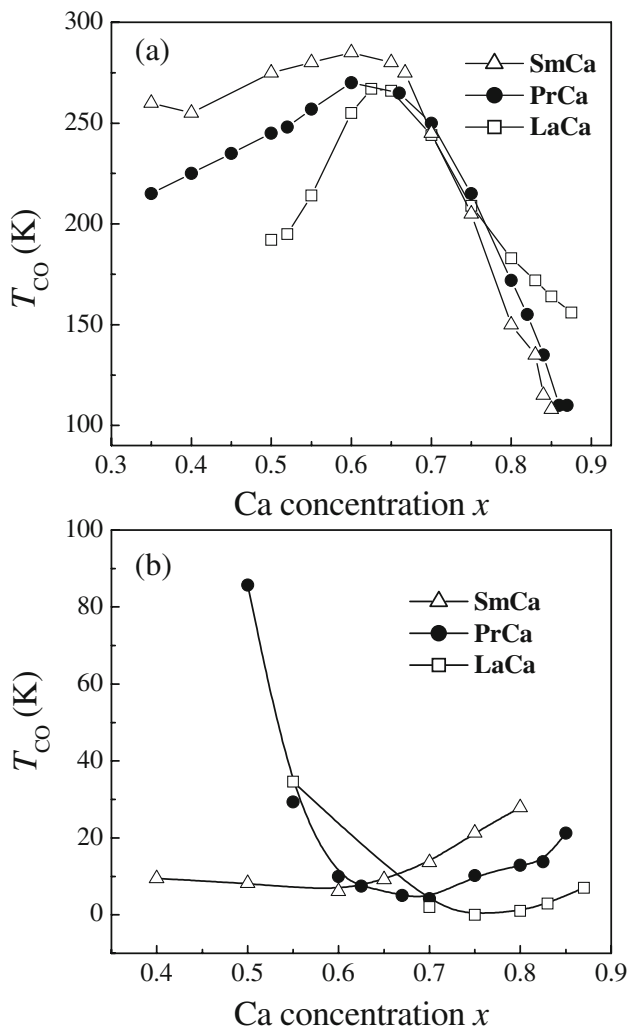 300
(a)
SmCa
PrCa
LaCa
250
200
150
100
T_CO (K)
0.3 0.4 0.5 0.6 0.7 0.8 0.9
Ca concentration x
100
(b)
SmCa
PrCa
LaCa
80
60
40
20
0
T_CO (K)
0.4 0.5 0.6 0.7 0.8 0.9
Ca concentration x